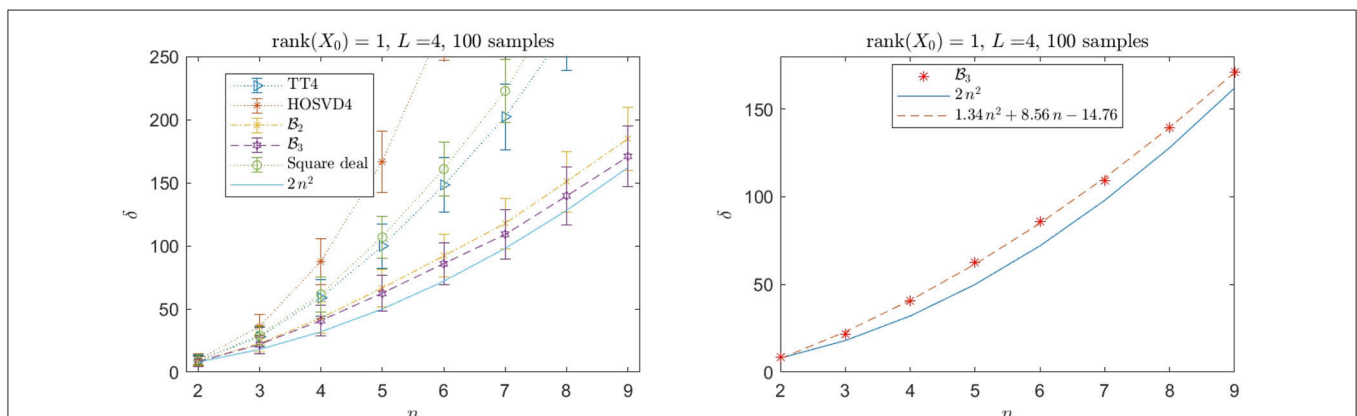 rank(X₀) = 1, L =4, 100 samples
250
200
150
100
50
0
δ̄
TT4
HOSVD4
ℬ₂
ℬ₃
Square deal
2 n²
2 3 4 5 6 7 8 9
n
rank(X₀) = 1, L =4, 100 samples
150
100
50
0
δ̄
ℬ₃
2 n²
1.34 n² + 8.56 n − 14.76
2 3 4 5 6 7 8 9
n